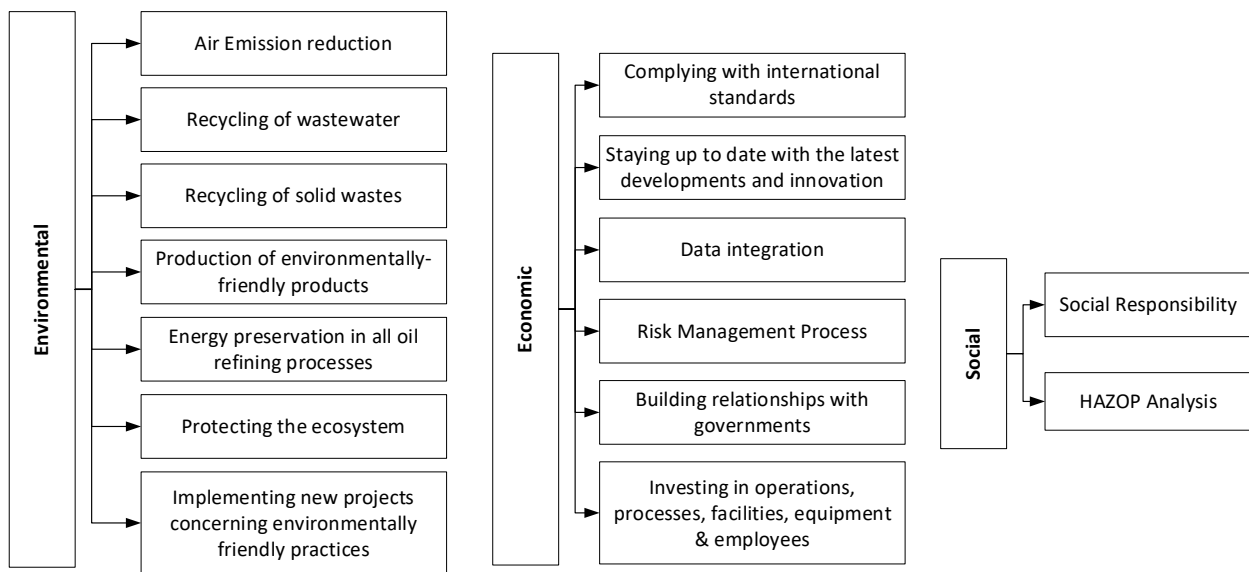 Environmental
Air Emission reduction
Recycling of wastewater
Recycling of solid wastes
Production of environmentally-
friendly products
Energy preservation in all oil
refining processes
Protecting the ecosystem
Implementing new projects
concerning environmentally
friendly practices
Economic
Complying with international
standards
Staying up to date with the latest
developments and innovation
Data integration
Risk Management Process
Building relationships with
governments
Investing in operations,
processes, facilities, equipment
& employees
Social
Social Responsibility
HAZOP Analysis